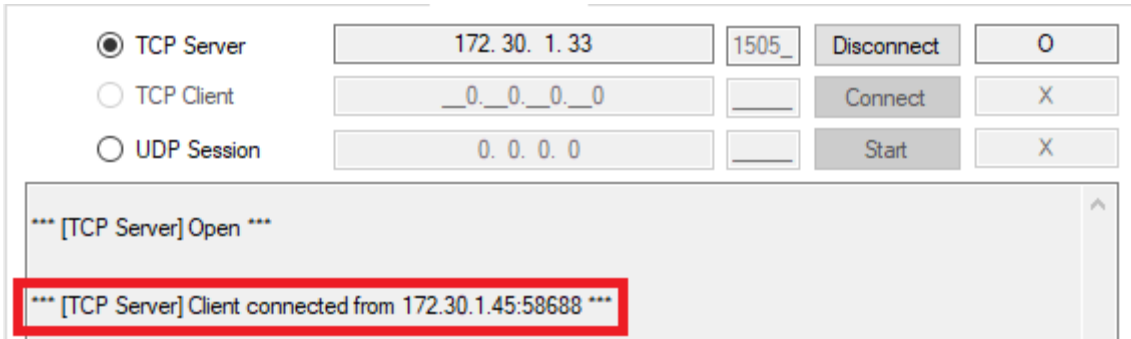 TCP Server 172. 30. 1. 33 1505_ Disconnect O
TCP Client __0.__0.__0.__0 _____ Connect X
UDP Session 0. 0. 0. 0 _____ Start X
*** [TCP Server] Open ***
*** [TCP Server] Client connected from 172.30.1.45:58688 ***